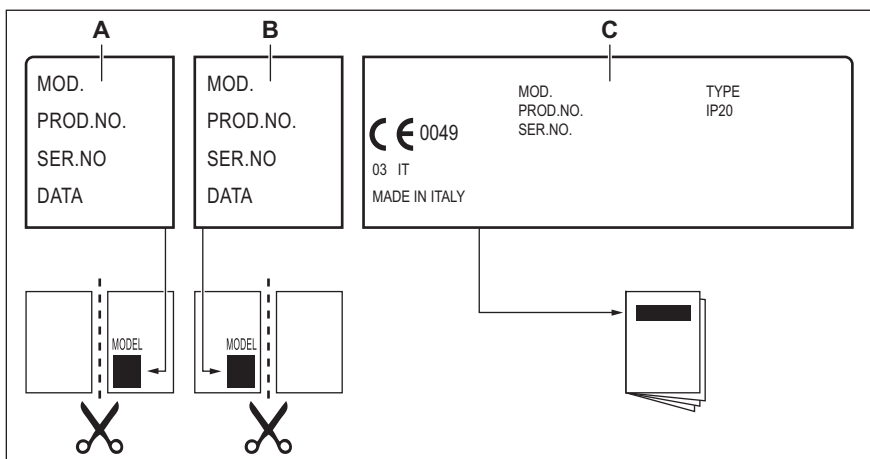 A
B
C
MOD.
PROD.NO.
SER.NO
DATA
MOD.
PROD.NO.
SER.NO
DATA
MOD.
PROD.NO.
SER.NO.
TYPE
IP20
CE 0049
03 IT
MADE IN ITALY
MODEL
MODEL